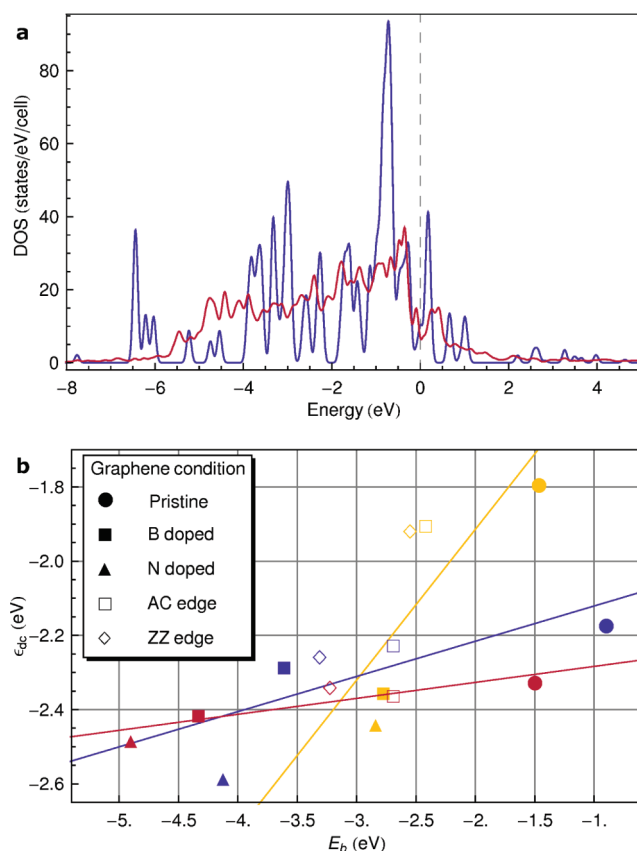 a
DOS (states/eV/cell)
80
60
40
20
0
−8 −6 −4 −2 0 2 4
Energy (eV)
b
Graphene condition
Pristine
B doped
N doped
AC edge
ZZ edge
ϵdc (eV)
−1.8
−2.0
−2.2
−2.4
−2.6
−5. −4.5 −4. −3.5 −3. −2.5 −2. −1.5 −1.
Eb (eV)